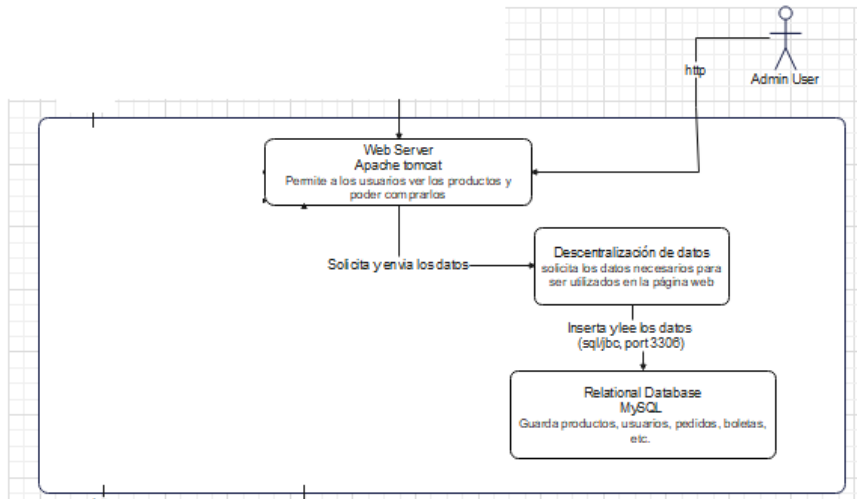 http
Admin User
Web Server
Apache tomcat
Permite a los usuarios ver los productos y
poder comprarlos
Solicita y envia los datos
Descentralización de datos
solicita los datos necesarios para
ser utilizados en la página web
Inserta y lee los datos
(sql/jbc, port 3306)
Relational Database
MySQL
Guarda productos, usuarios, pedidos, boletas,
etc.